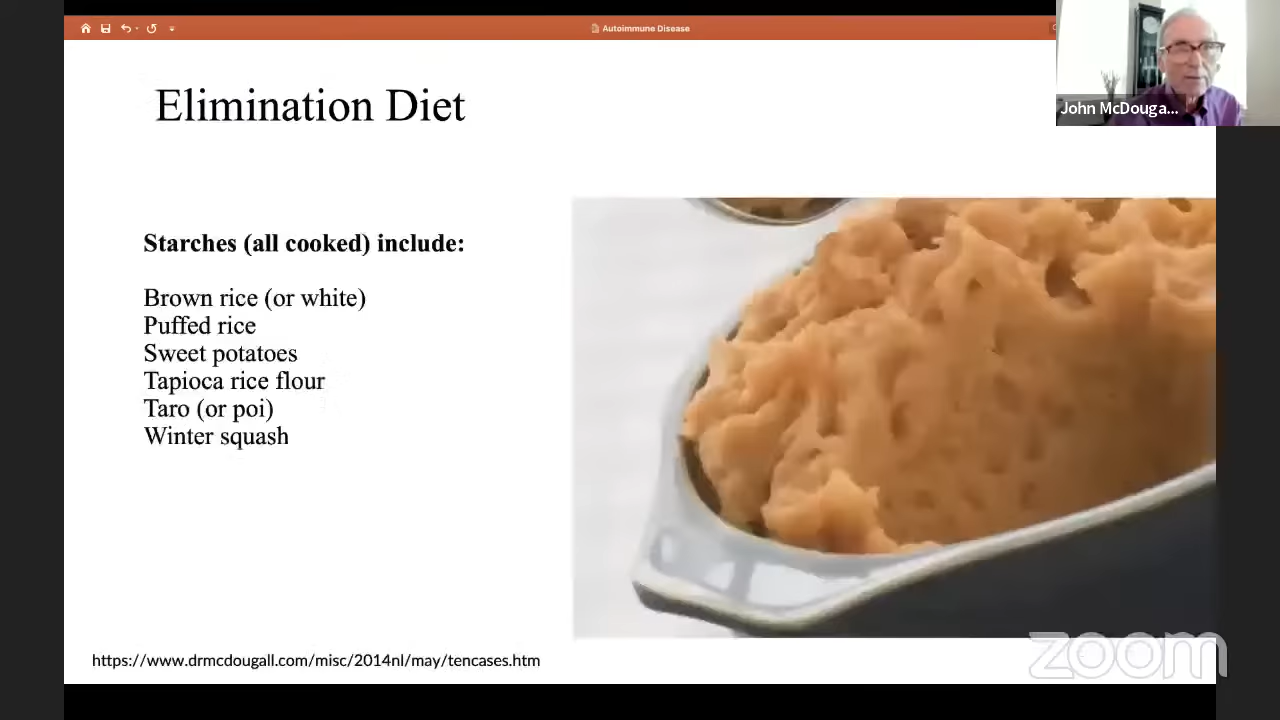 Autoimmune Disease
John McDouga...
Elimination Diet
Starches (all cooked) include:
Brown rice (or white)
Puffed rice
Sweet potatoes
Tapioca rice flour
Taro (or poi)
Winter squash
https://www.drmcdougall.com/misc/2014nl/may/tencases.htm
zoom